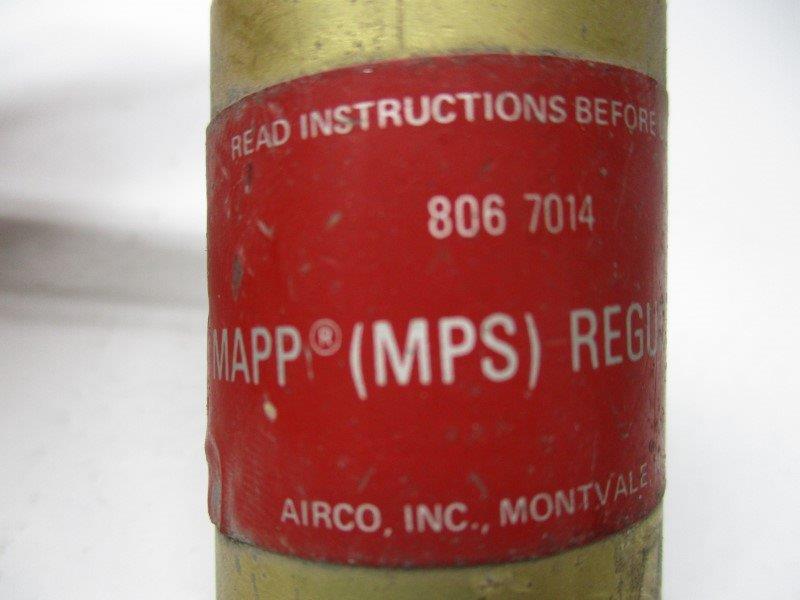 READ INSTRUCTIONS BEFORE
806 7014
MAPP® (MPS) REGU
AIRCO, INC., MONTVALE